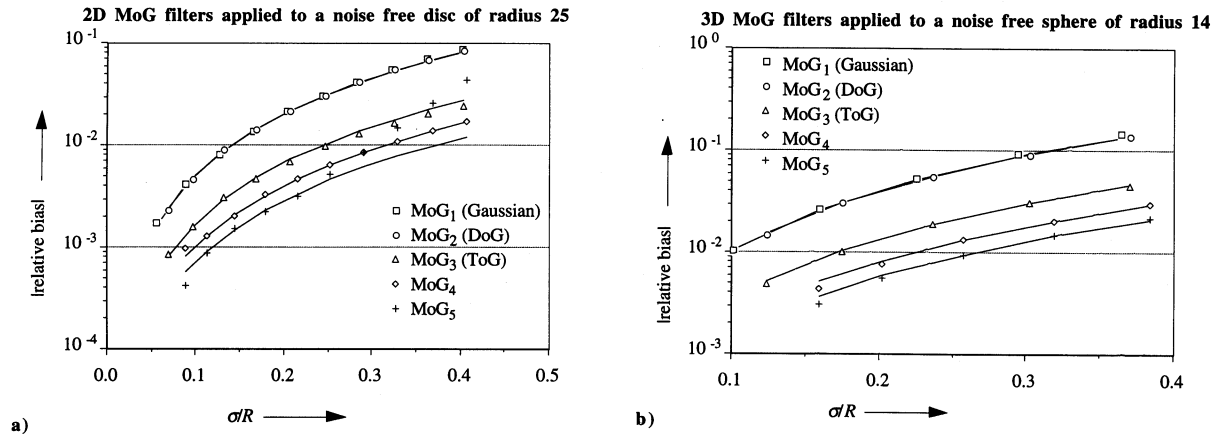 2D MoG filters applied to a noise free disc of radius 25
10-1
10-2
10-3
10-4
|relative bias|
MoG1 (Gaussian)
MoG2 (DoG)
MoG3 (ToG)
MoG4
MoG5
0.0 0.1 0.2 0.3 0.4 0.5
σ/R
a)
3D MoG filters applied to a noise free sphere of radius 14
10 0
10-1
10-2
10-3
|relative bias|
MoG1 (Gaussian)
MoG2 (DoG)
MoG3 (ToG)
MoG4
MoG5
0.1 0.2 0.3 0.4
σ/R
b)